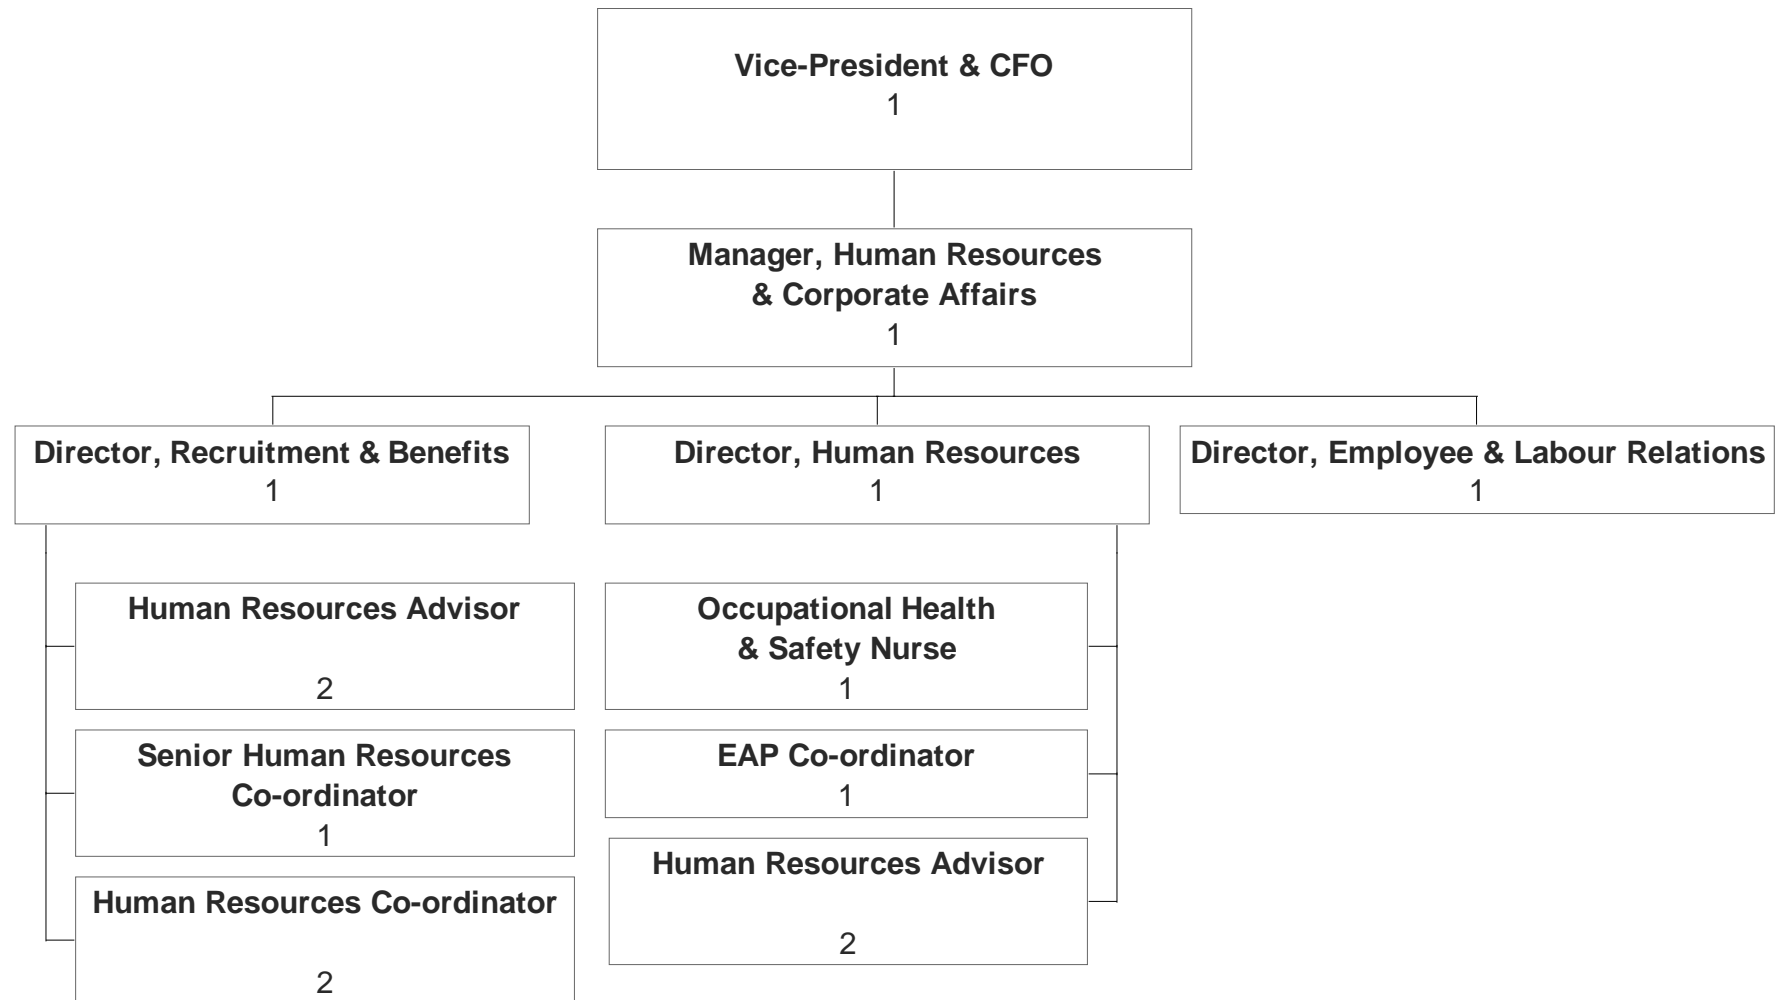 Vice-President & CFO
1
Manager, Human Resources
& Corporate Affairs
1
Director, Recruitment & Benefits
1
Director, Human Resources
1
Director, Employee & Labour Relations
1
Human Resources Advisor
2
Senior Human Resources
Co-ordinator
1
Human Resources Co-ordinator
2
Occupational Health
& Safety Nurse
1
EAP Co-ordinator
1
Human Resources Advisor
2